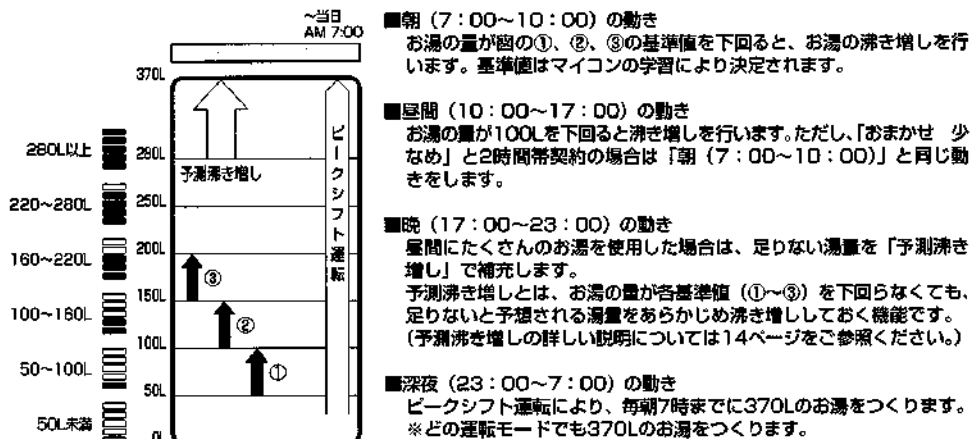 ～当日
AM 7:00
370L
280L
250L
200L
150L
100L
50L
0L
280L以上
220～280L
160～220L
100～160L
50～100L
50L未満
予測沸き増し
ピークシフト運転
③
②
①
■朝（7：00～10：00）の動き
お湯の量が図の①、②、③の基準値を下回ると、お湯の沸き増しを行
います。基準値はマイコンの学習により決定されます。
■昼間（10：00～17：00）の動き
お湯の量が100Lを下回ると沸き増しを行います。ただし、「おまかせ　少
なめ」と2時間帯契約の場合は「朝（7：00～10：00）」と同じ動
きをします。
■晩（17：00～23：00）の動き
昼間にたくさんのお湯を使用した場合は、足りない湯量を「予測沸き
増し」で補充します。
予測沸き増しとは、お湯の量が各基準値（①～③）を下回らなくても、
足りないと予想される湯量をあらかじめ沸き増ししておく機能です。
（予測沸き増しの詳しい説明については14ページをご参照ください。）
■深夜（23：00～7：00）の動き
ピークシフト運転により、毎朝7時までに370Lのお湯をつくります。
※どの運転モードでも370Lのお湯をつくります。